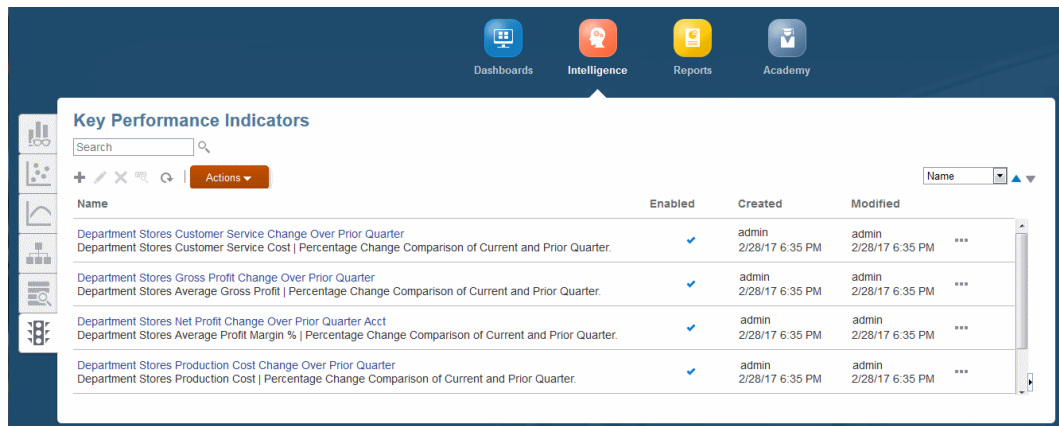 Dashboards Intelligence Reports Academy
Key Performance Indicators
Search
Actions
Name
Name Enabled Created Modified
Department Stores Customer Service Change Over Prior Quarter
Department Stores Customer Service Cost | Percentage Change Comparison of Current and Prior Quarter.
admin admin
2/28/17 6:35 PM 2/28/17 6:35 PM
Department Stores Gross Profit Change Over Prior Quarter
Department Stores Average Gross Profit | Percentage Change Comparison of Current and Prior Quarter.
admin admin
2/28/17 6:35 PM 2/28/17 6:35 PM
Department Stores Net Profit Change Over Prior Quarter Acct
Department Stores Average Profit Margin % | Percentage Change Comparison of Current and Prior Quarter.
admin admin
2/28/17 6:35 PM 2/28/17 6:35 PM
Department Stores Production Cost Change Over Prior Quarter
Department Stores Production Cost | Percentage Change Comparison of Current and Prior Quarter.
admin admin
2/28/17 6:35 PM 2/28/17 6:35 PM